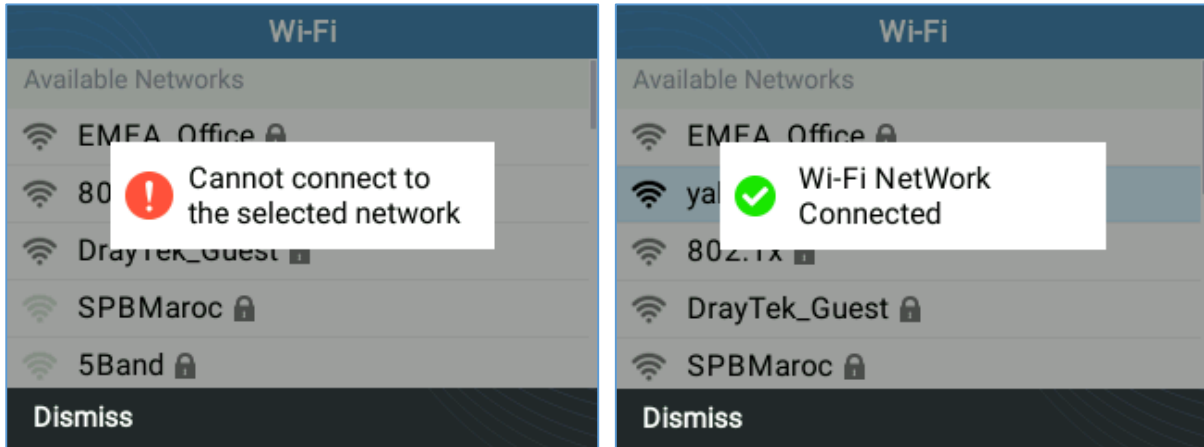 Wi-Fi
Available Networks
EMEA_Office
80
Cannot connect to
the selected network
DrayTek_Guest
SPBMaroc
5Band
Dismiss
Wi-Fi
Available Networks
EMEA_Office
Wi-Fi NetWork
Connected
802.1x
DrayTek_Guest
SPBMaroc
Dismiss